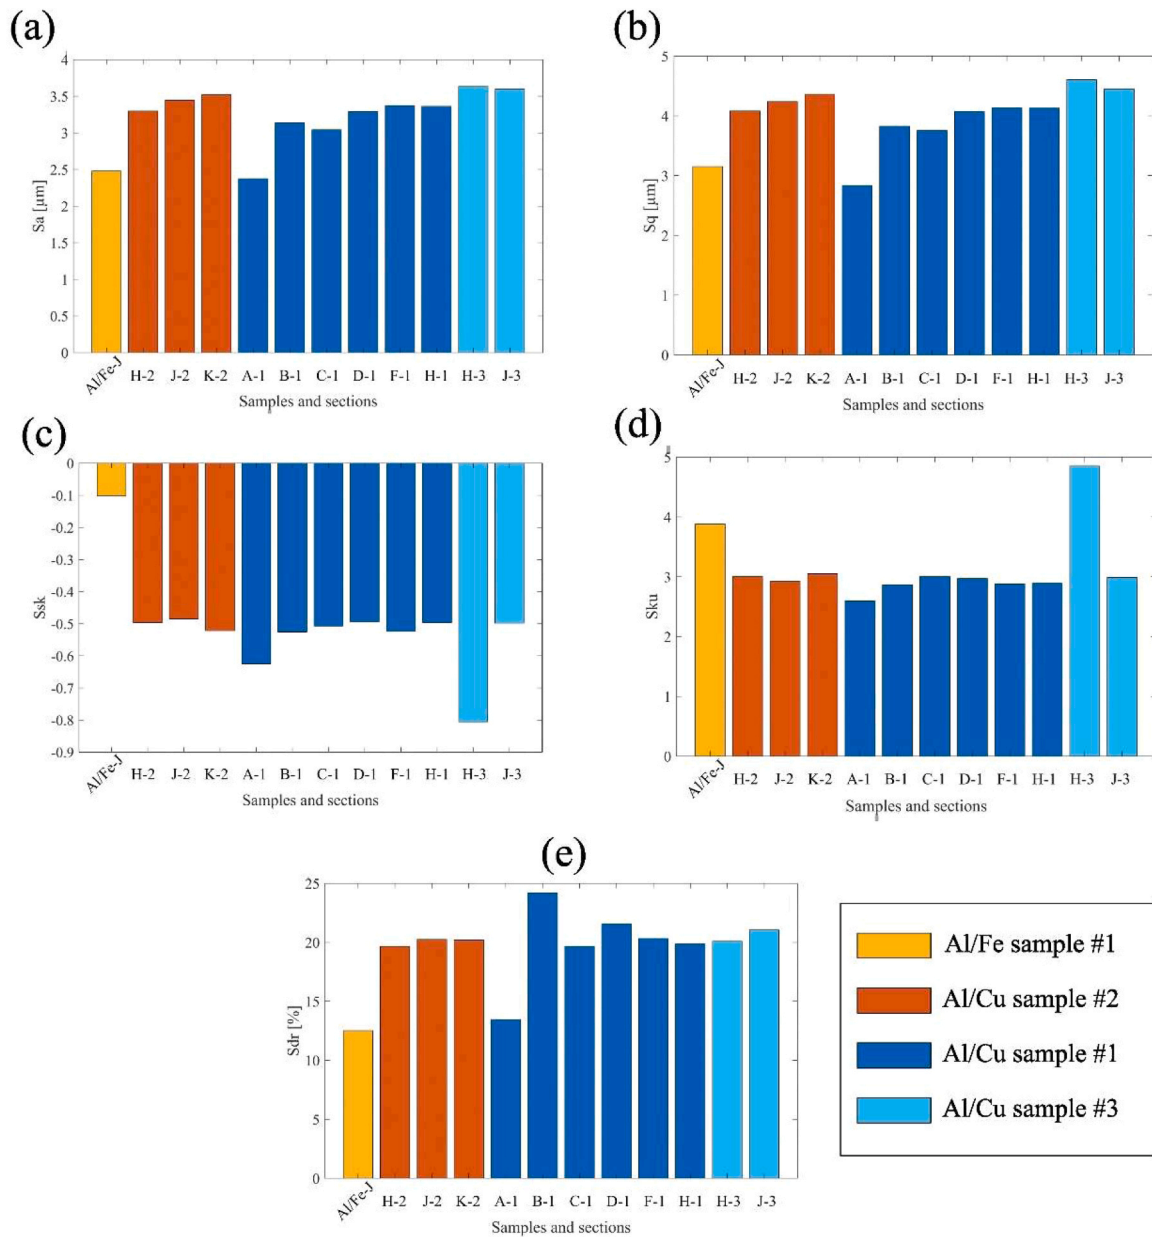 (a)
4
3.5
3
2.5
2
1.5
1
0.5
0
Sa [μm]
Al/Fe-J H-2 J-2 K-2 A-1 B-1 C-1 D-1 F-1 H-1 H-3 J-3
Samples and sections
(b)
5
4
3
2
1
0
Sq [μm]
Al/Fe-J H-2 J-2 K-2 A-1 B-1 C-1 D-1 F-1 H-1 H-3 J-3
Samples and sections
(c)
0
-0.1
-0.2
-0.3
-0.4
-0.5
-0.6
-0.7
-0.8
-0.9
Ssk
Al/Fe-J H-2 J-2 K-2 A-1 B-1 C-1 D-1 F-1 H-1 H-3 J-3
Samples and sections
(d)
5
4
3
2
1
0
Sku
Al/Fe-J H-2 J-2 K-2 A-1 B-1 C-1 D-1 F-1 H-1 H-3 J-3
Samples and sections
(e)
25
20
15
10
5
0
Sdr [%]
Al/Fe-J H-2 J-2 K-2 A-1 B-1 C-1 D-1 F-1 H-1 H-3 J-3
Samples and sections
Al/Fe sample #1
Al/Cu sample #2
Al/Cu sample #1
Al/Cu sample #3